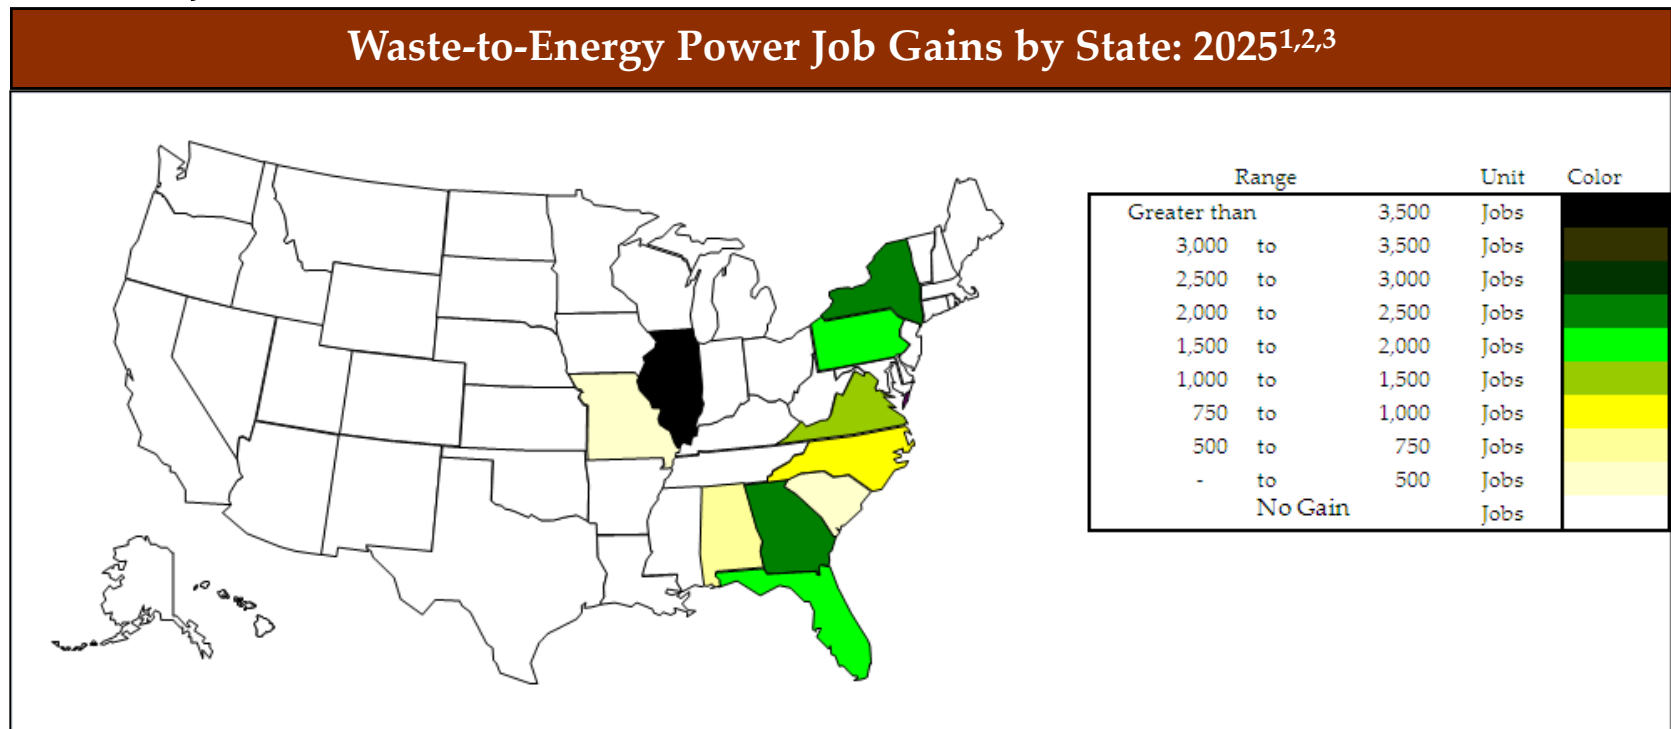 Waste-to-Energy Power Job Gains by State: 20251,2,3
Range Unit Color
Greater than 3,500 Jobs
3,000 to 3,500 Jobs
2,500 to 3,000 Jobs
2,000 to 2,500 Jobs
1,500 to 2,000 Jobs
1,000 to 1,500 Jobs
750 to 1,000 Jobs
500 to 750 Jobs
- to 500 Jobs
No Gain Jobs